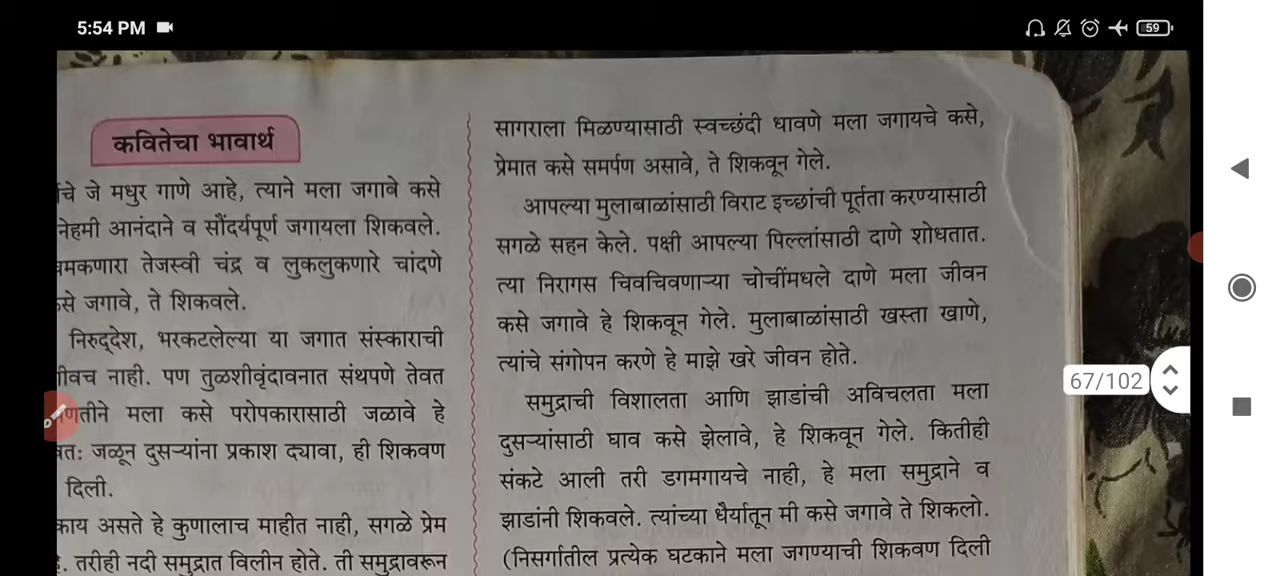 5:54 PM
59
कवितेचा भावार्थ
चे जे मधुर गाणे आहे, त्याने मला जगावे कसे
नेहमी आनंदाने व सौंदर्यपूर्ण जगायला शिकवले.
तेजस्वी चंद्र व लुकलुकणारे चांदणे
जगावे, ते शिकवले.
निरुद्देश, भरकटलेल्या या जगात संस्काराची
नाही. पण तुळशीवृंदावनात संथपणे तेवत
मला कसे परोपकारासाठी जळावे हे
जळून दुसऱ्यांना प्रकाश द्यावा, ही शिकवण
दिली.
काय असते हे कुणालाच माहीत नाही, सगळे प्रेम
तरीही नदी समुद्रात विलीन होते. ती समुद्रावरून
सागराला मिळण्यासाठी स्वच्छंदी धावणे मला जगायचे कसे,
प्रेमात कसे समर्पण असावे, ते शिकवून गेले.
आपल्या मुलाबाळांसाठी विराट इच्छांची पूर्तता करण्यासाठी
सगळे सहन केले. पक्षी आपल्या पिल्लांसाठी दाणे शोधतात.
त्या निरागस चिवचिवणाऱ्या चोचींमधले दाणे मला जीवन
कसे जगावे हे शिकवून गेले. मुलाबाळांसाठी खस्ता खाणे,
त्यांचे संगोपन करणे हे माझे खरे जीवन होते.
समुद्राची विशालता आणि झाडांची अविचलता मला
दुसऱ्यांसाठी घाव कसे झेलावे, हे शिकवून गेले. कितीही
संकटे आली तरी डगमगायचे नाही, हे मला समुद्राने व
झाडांनी शिकवले. त्यांच्या धैर्यातून मी कसे जगावे ते शिकलो.
(निसर्गातील प्रत्येक घटकाने मला जगण्याची शिकवण दिली
67/102